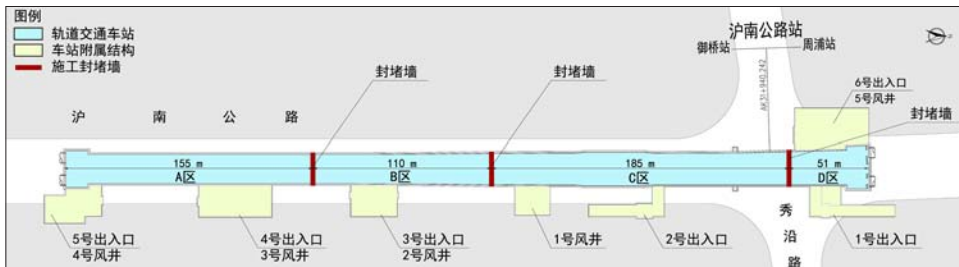 图例
轨道交通车站
车站附属结构
施工封堵墙
沪南公路站
御桥站
周浦站
AK31+940.242
封堵墙
封堵墙
6号出入口
5号风井
封堵墙
沪南公路
155 m
110 m
185 m
51 m
A区
B区
C区
D区
5号出入口
4号风井
4号出入口
3号风井
3号出入口
2号风井
1号风井
2号出入口
秀沿路
1号出入口